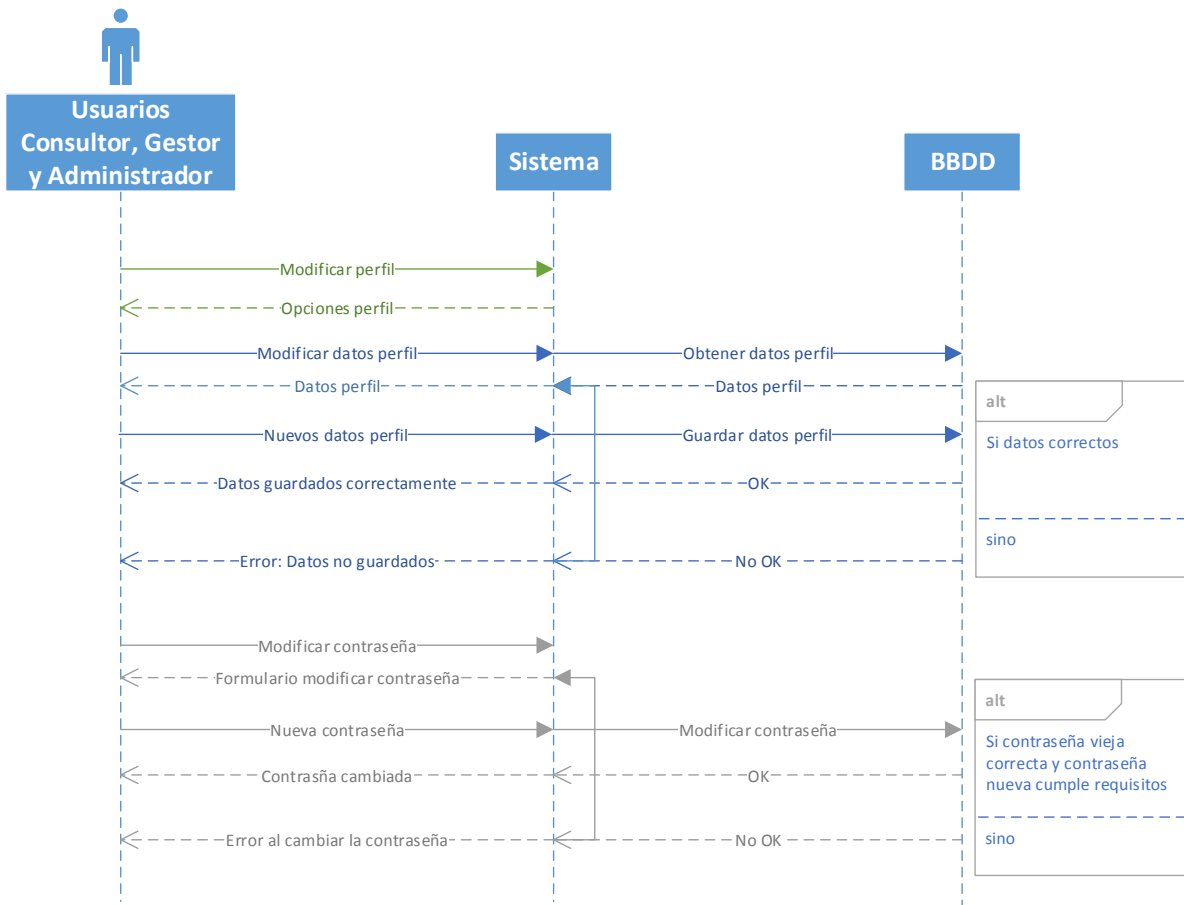 Usuarios
Consultor, Gestor
y Administrador
Sistema
BBDD
Modificar perfil
Opciones perfil
Modificar datos perfil
Obtener datos perfil
Datos perfil
Datos perfil
alt
Nuevos datos perfil
Guardar datos perfil
Si datos correctos
Datos guardados correctamente
OK
sino
Error: Datos no guardados
No OK
Modificar contraseña
Formulario modificar contraseña
alt
Nueva contraseña
Modificar contraseña
Si contraseña vieja
correcta y contraseña
nueva cumple requisitos
Contrasña cambiada
OK
Error al cambiar la contraseña
No OK
sino